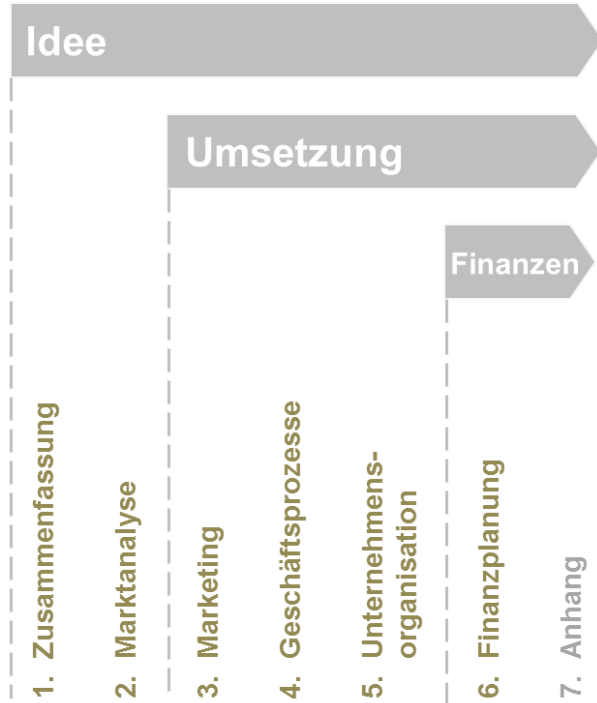 Idee
Umsetzung
Finanzen
1. Zusammenfassung
2. Marktanalyse
3. Marketing
4. Geschäftsprozesse
5. Unternehmens-
organisation
6. Finanzplanung
7. Anhang